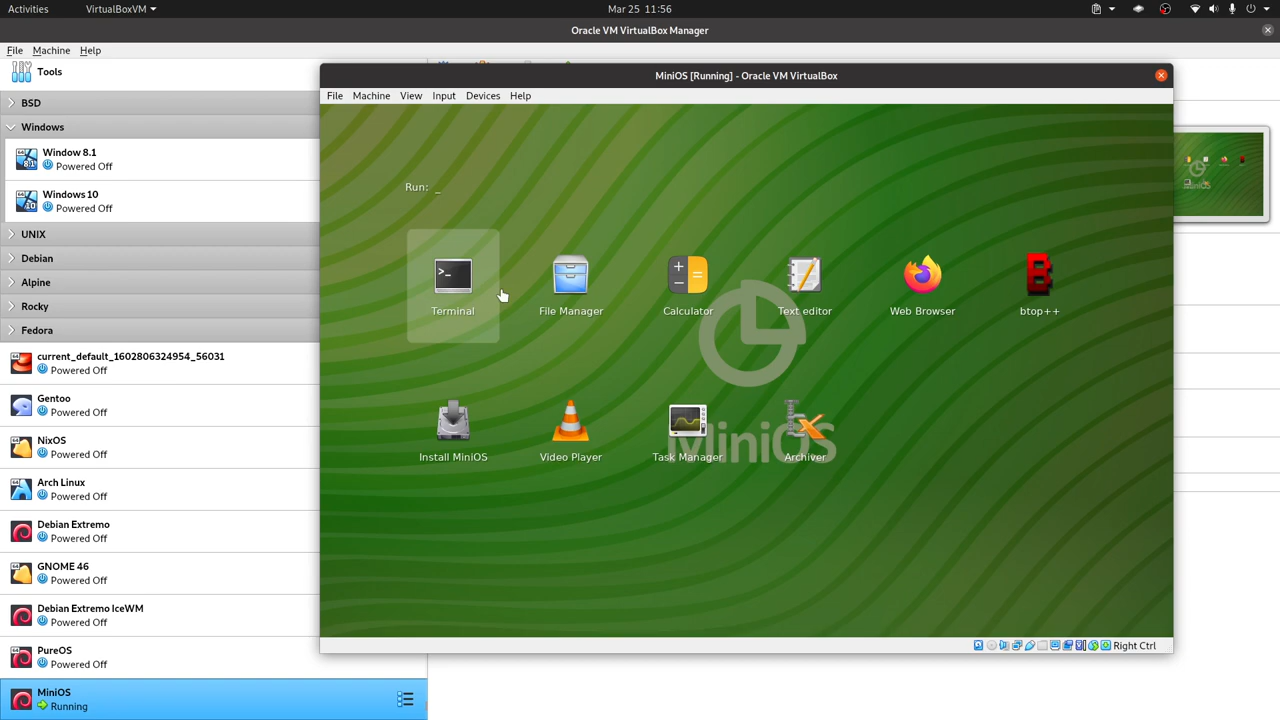 Activities
VirtualBoxVM
Mar 25 11:56
Oracle VM VirtualBox Manager
File Machine Help
Tools
BSD
Windows
Window 8.1
Powered Off
Windows 10
Powered Off
UNIX
Debian
Alpine
Rocky
Fedora
current_default_1602806324954_56031
Powered Off
Gentoo
Powered Off
NixOS
Powered Off
Arch Linux
Powered Off
Debian Extremo
Powered Off
GNOME 46
Powered Off
Debian Extremo IceWM
Powered Off
PureOS
Powered Off
MiniOS
Running
MiniOS [Running] - Oracle VM VirtualBox
File Machine View Input Devices Help
Run: _
Terminal
File Manager
Calculator
Text editor
Web Browser
btop++
Install MiniOS
Video Player
Task Manager
Archiver
MiniOS
Right Ctrl
MiniOS